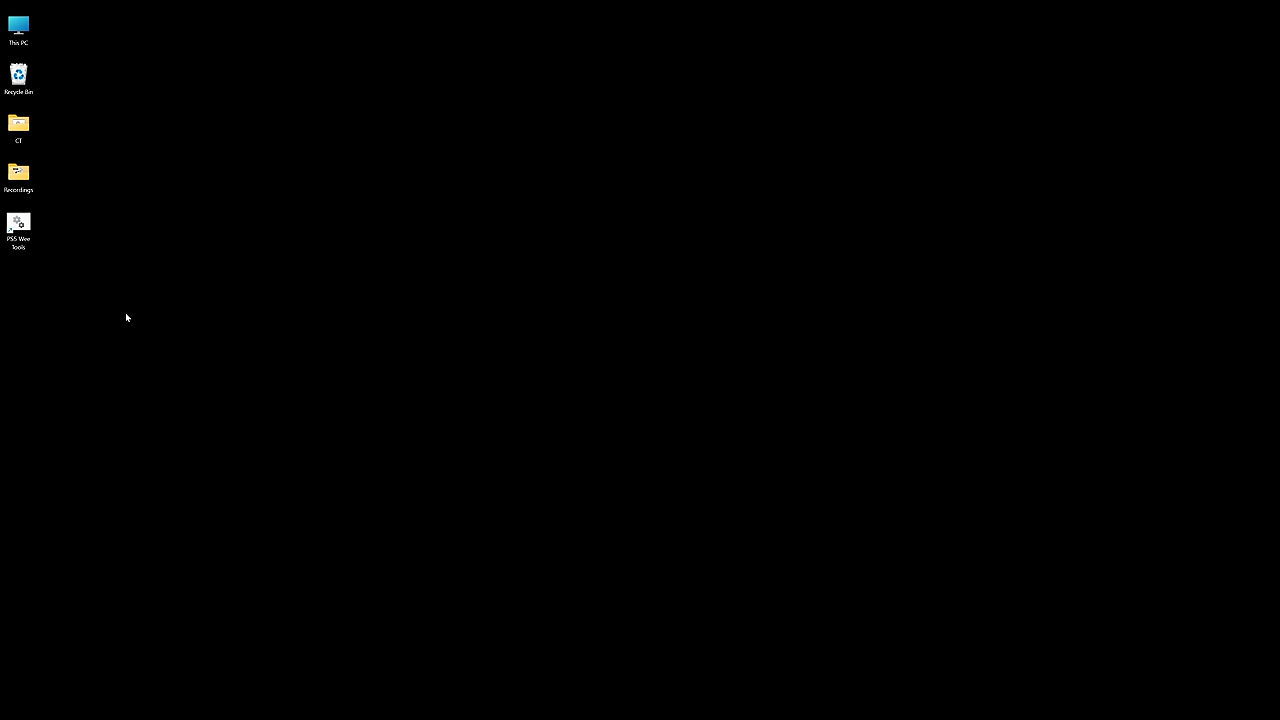 This PC
Recycle Bin
CT
Recordings
PS5 Wee
Tools